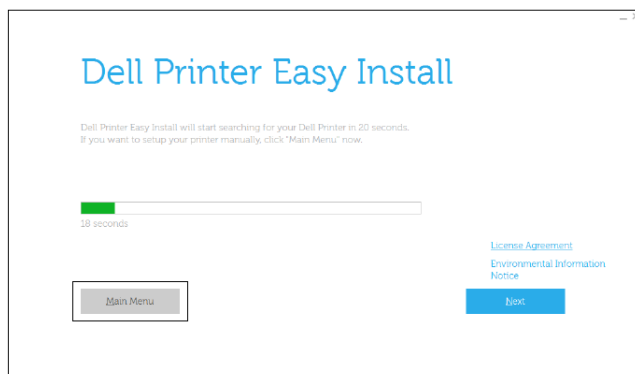 Dell Printer Easy Install
Dell Printer Easy Install will start searching for your Dell Printer in 20 seconds.
If you want to setup your printer manually, click "Main Menu" now.
18 seconds
License Agreement
Environmental Information
Notice
Main Menu
Next